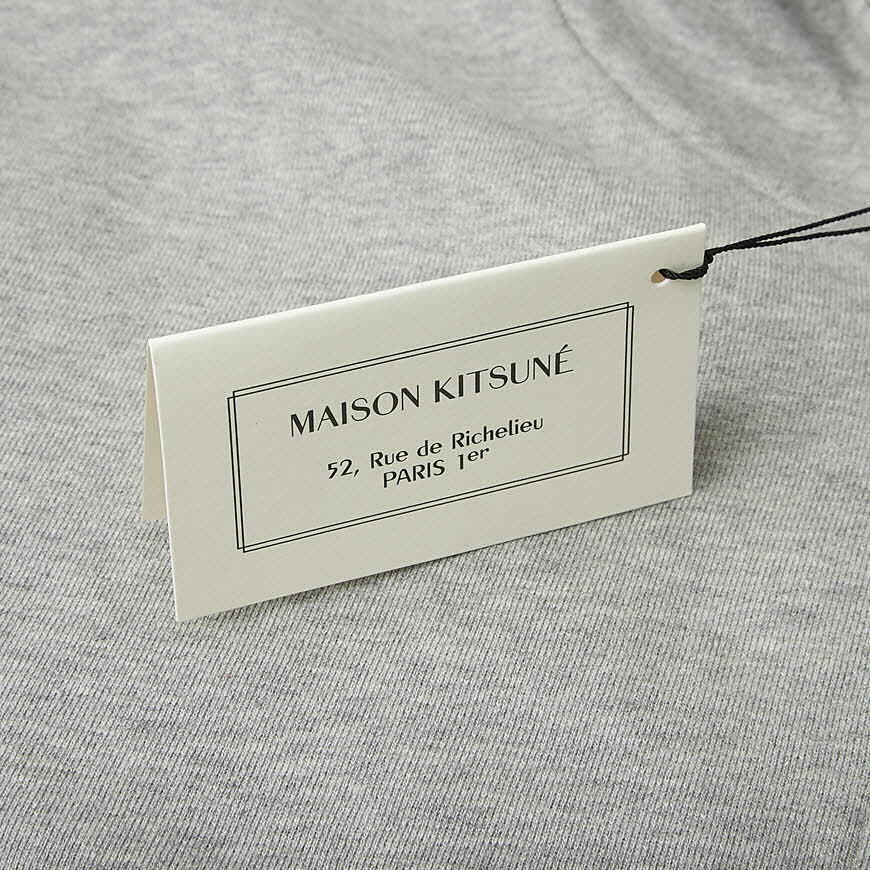 MAISON KITSUNÉ
52, Rue de Richelieu
PARIS 1er